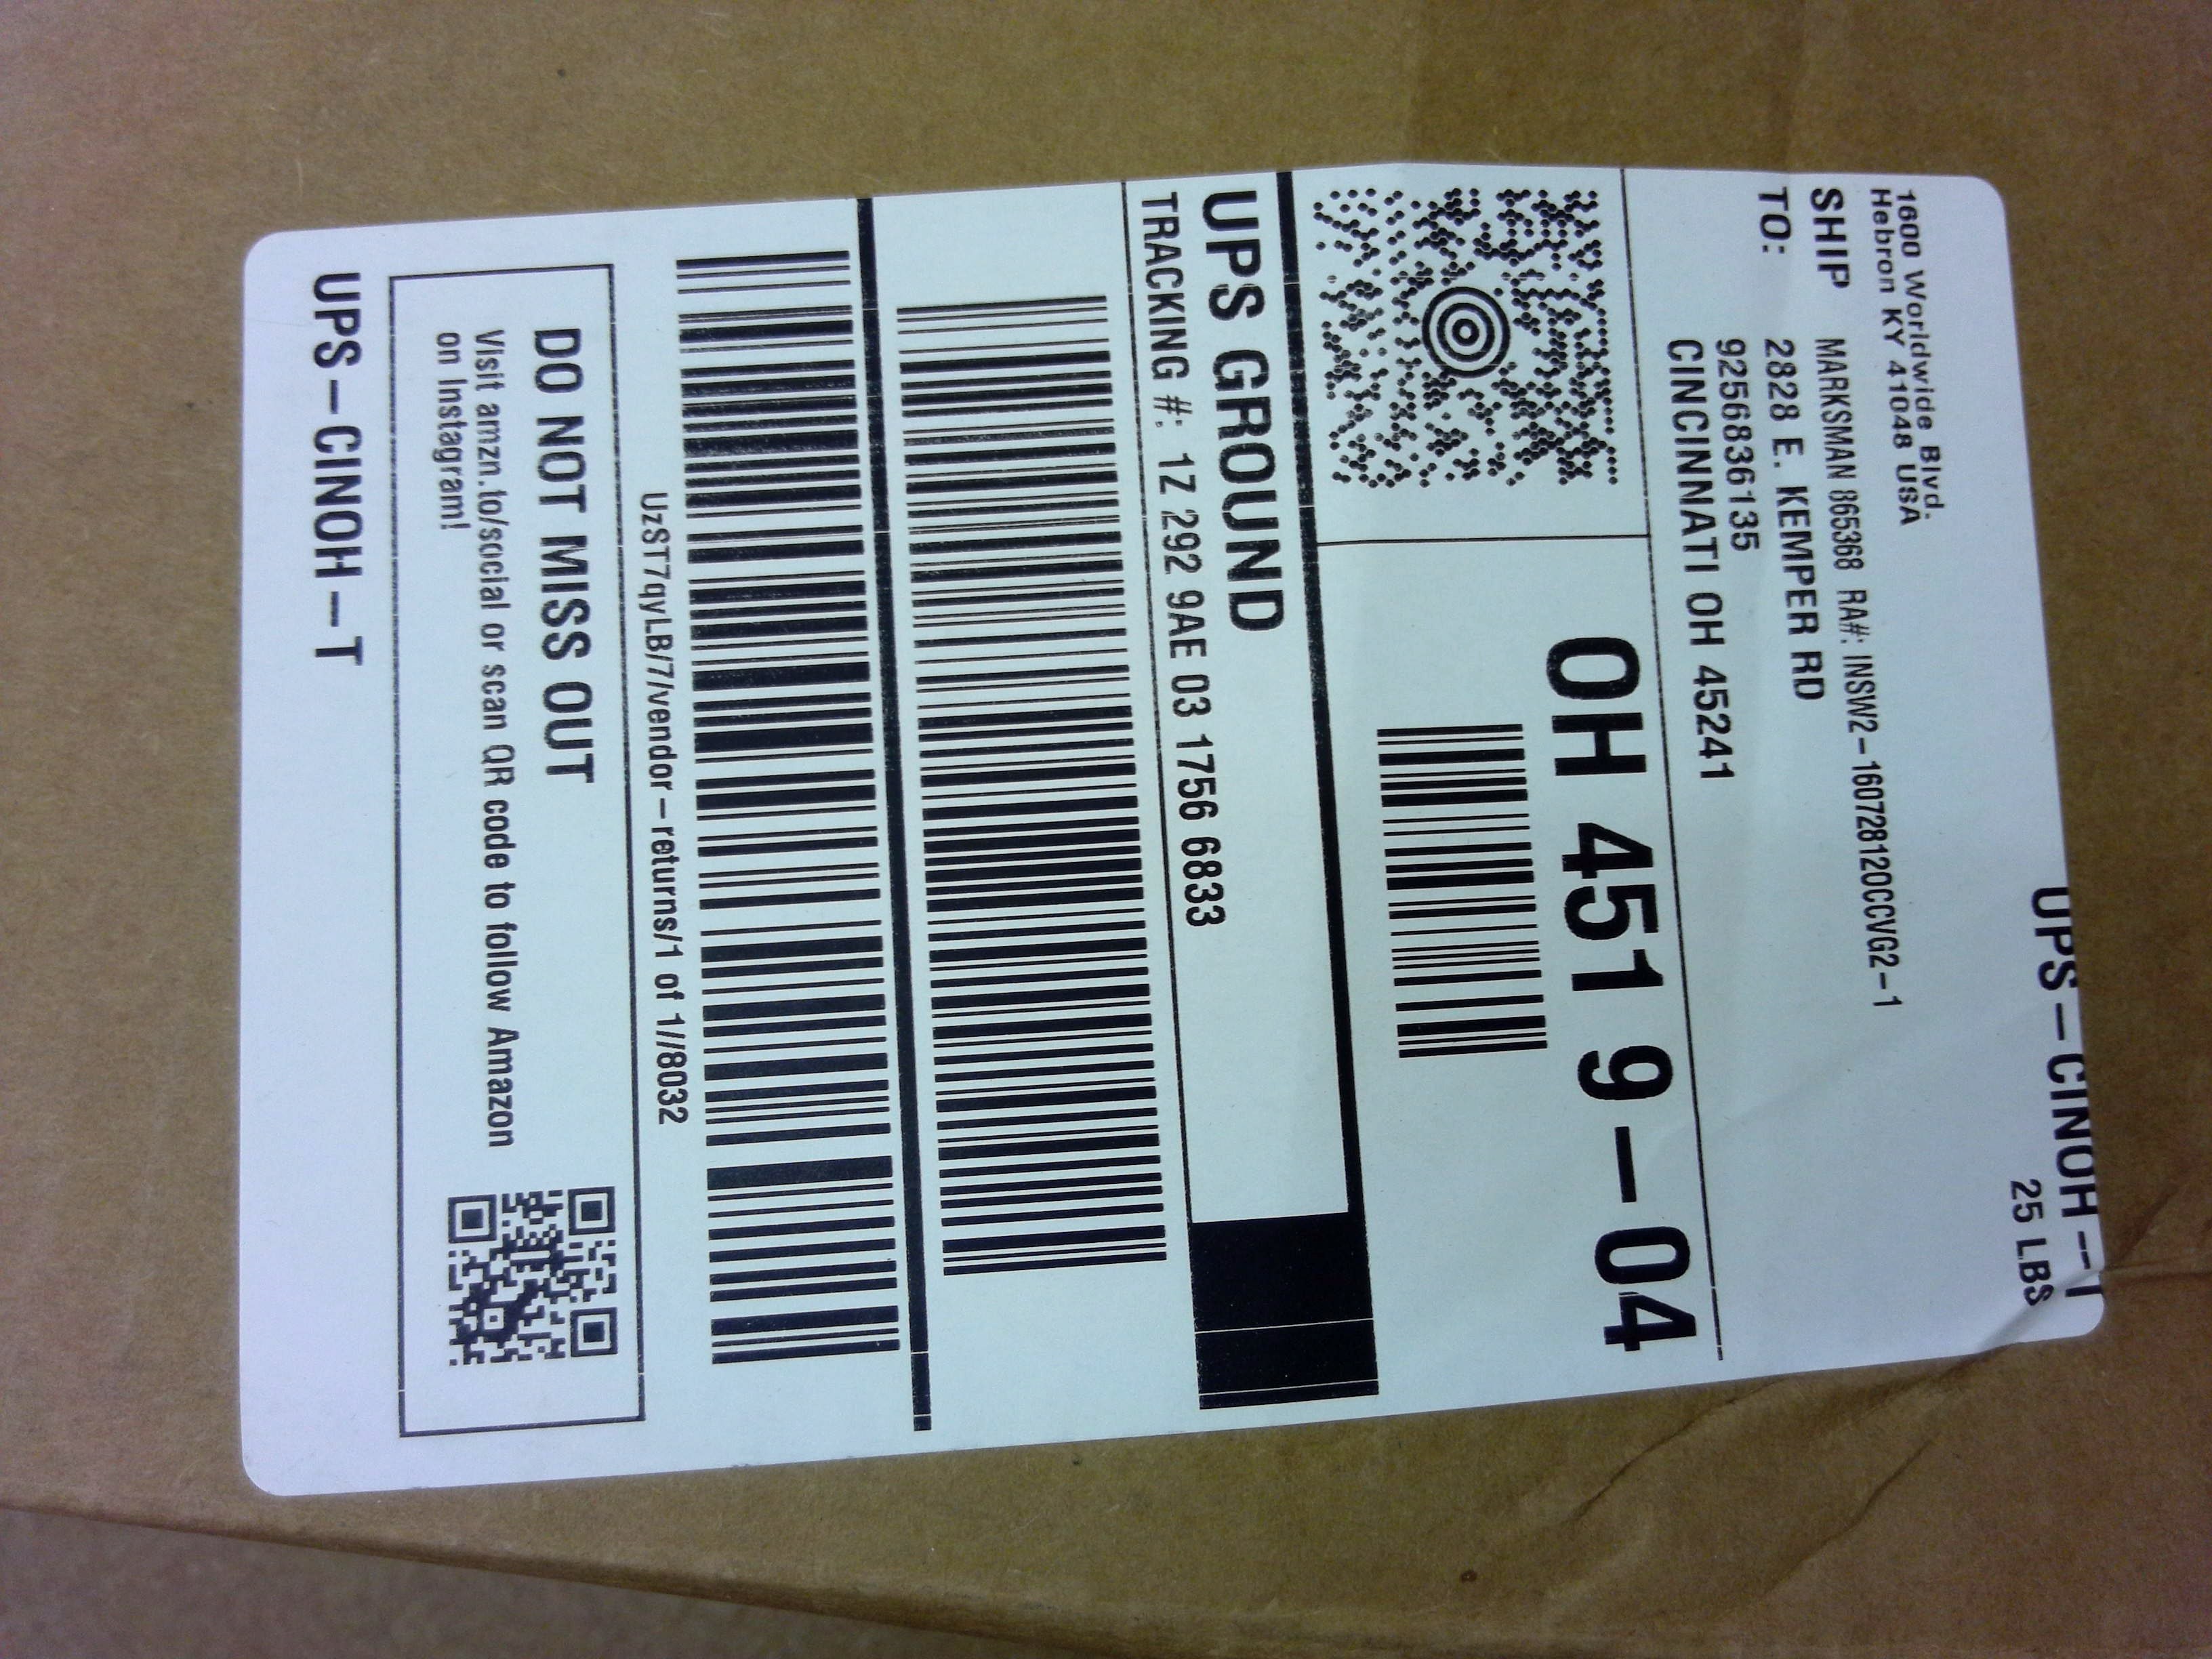 UPS-CINOH--T
25 LBS
1600 Worldwide Blvd.
Hebron KY 41048 USA
SHIP MARKSMAN 865368 RA#: INSW2-160728120CCVG2-1
TO: 2828 E. KEMPER RD
9256836135
CINCINNATI OH 45241
OH 451 9-04
UPS GROUND
TRACKING #: 1Z 292 9AE 03 1756 6833
UzST7qyLB/7/vendor-returns/1 of 1//8032
DO NOT MISS OUT
Visit amzn.to/social or scan QR code to follow Amazon
on Instagram!
UPS-CINOH-T